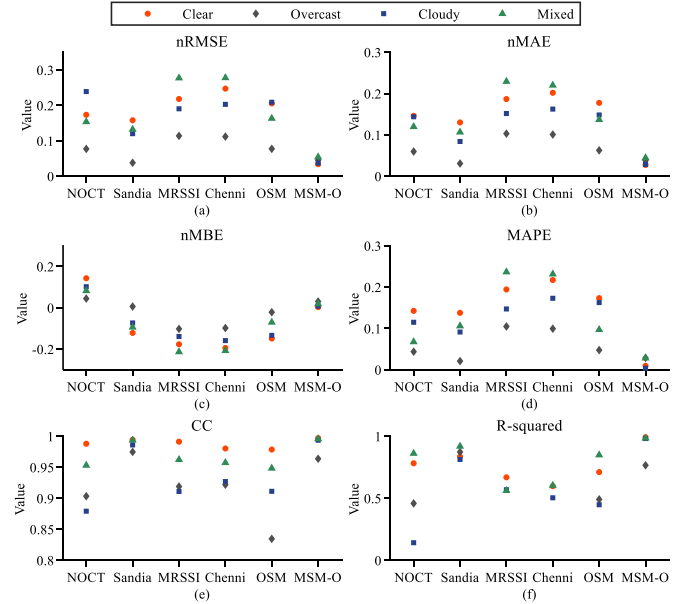 Clear Overcast Cloudy Mixed
nRMSE nMAE
Value
0.3
0.2
0.1
0
NOCT Sandia MRSSI Chenni OSM MSM-O
(a)
Value
0.3
0.2
0.1
0
NOCT Sandia MRSSI Chenni OSM MSM-O
(b)
nMBE MAPE
Value
0.2
0
-0.2
NOCT Sandia MRSSI Chenni OSM MSM-O
(c)
Value
0.3
0.2
0.1
0
NOCT Sandia MRSSI Chenni OSM MSM-O
(d)
CC R-squared
Value
1
0.95
0.9
0.85
0.8
NOCT Sandia MRSSI Chenni OSM MSM-O
(e)
Value
1
0.5
0
NOCT Sandia MRSSI Chenni OSM MSM-O
(f)